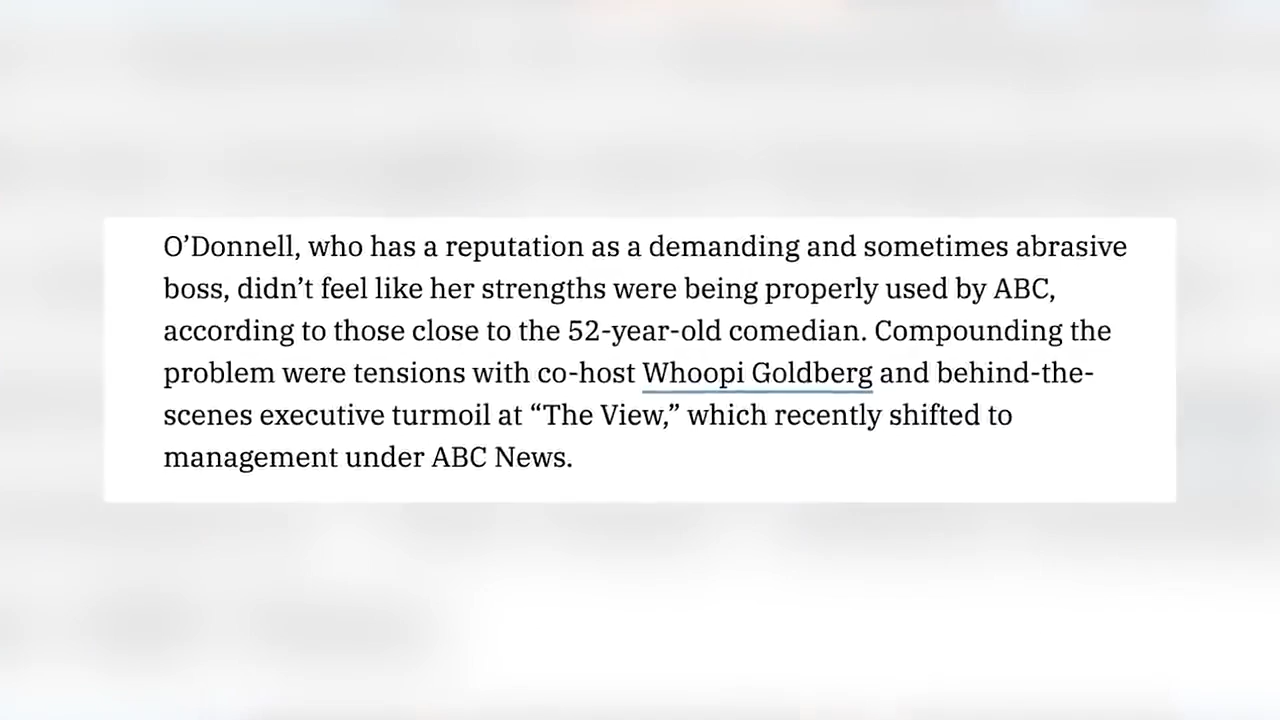 O’Donnell, who has a reputation as a demanding and sometimes abrasive
boss, didn’t feel like her strengths were being properly used by ABC,
according to those close to the 52-year-old comedian. Compounding the
problem were tensions with co-host Whoopi Goldberg and behind-the-
scenes executive turmoil at “The View,” which recently shifted to
management under ABC News.